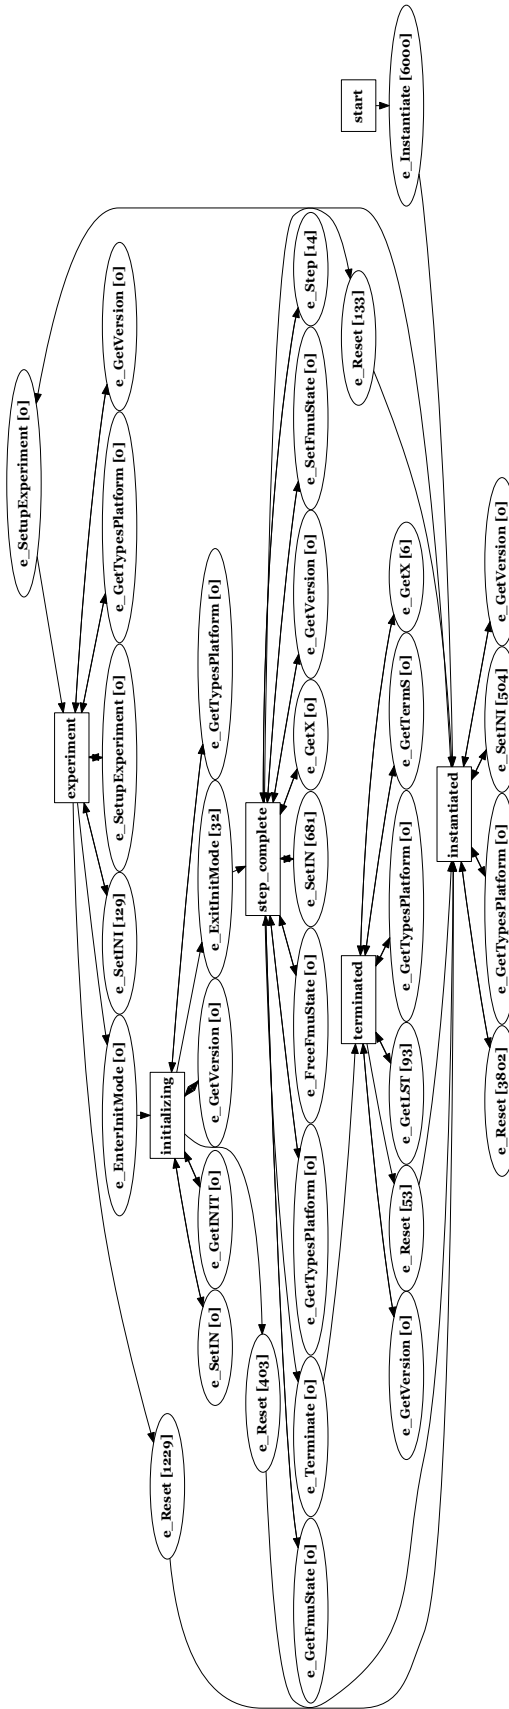 start
e_Instantiate [6000]
e_SetupExperiment [0]
e_GetVersion [0]
e_GetTypesPlatform [0]
experiment
e_SetupExperiment [0]
e_SetINI [129]
e_EnterInitMode [0]
e_Reset [1229]
e_GetTypesPlatform [0]
e_ExitInitMode [32]
initializing
e_GetVersion [0]
e_GetINIT [0]
e_SetIN [0]
e_Reset [403]
e_Step [14]
e_SetFmuState [0]
e_GetVersion [0]
e_GetX [0]
step_complete
e_SetIN [681]
e_FreeFmuState [0]
e_GetTypesPlatform [0]
e_Terminate [0]
e_GetFmuState [0]
e_Reset [133]
e_GetX [6]
e_GetTermS [0]
e_GetTypesPlatform [0]
terminated
e_GetLST [93]
e_Reset [53]
e_GetVersion [0]
instantiated
e_GetVersion [0]
e_SetINI [504]
e_GetTypesPlatform [0]
e_Reset [3802]